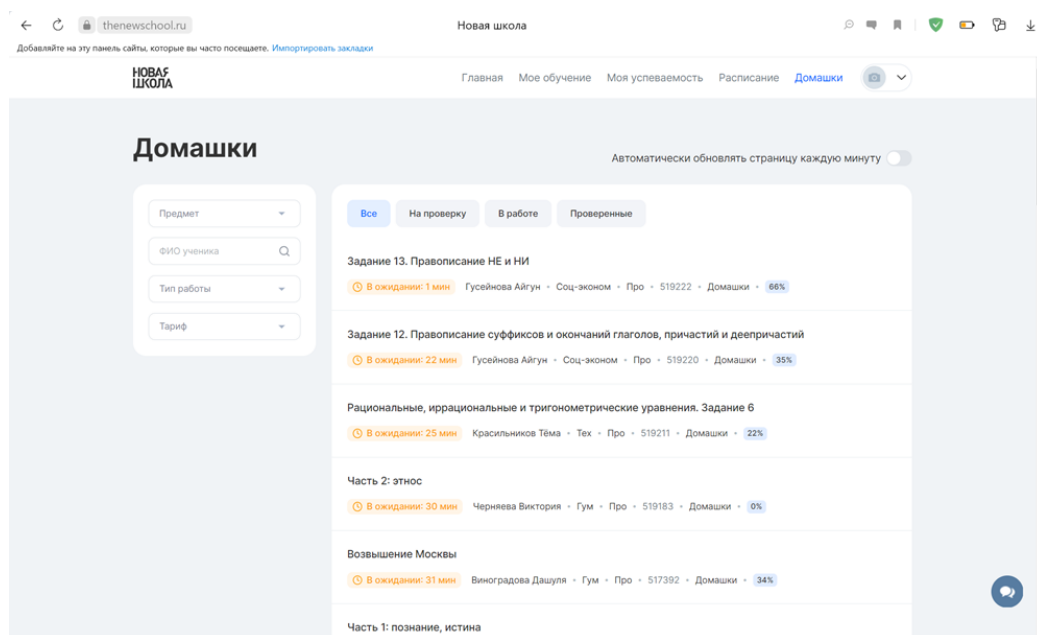 thenewschool.ru
Новая школа
Добавляйте на эту панель сайты, которые вы часто посещаете. Импортировать закладки
НОВАЯ
ШКОЛА
Главная Мое обучение Моя успеваемость Расписание Домашки
Домашки
Автоматически обновлять страницу каждую минуту
Предмет
ФИО ученика
Тип работы
Тариф
Все На проверку В работе Проверенные
Задание 13. Правописание НЕ и НИ
В ожидании: 1 мин Гусейнова Айгун • Соц-эконом • Про • 519222 • Домашки • 66%
Задание 12. Правописание суффиксов и окончаний глаголов, причастий и деепричастий
В ожидании: 22 мин Гусейнова Айгун • Соц-эконом • Про • 519220 • Домашки • 35%
Рациональные, иррациональные и тригонометрические уравнения. Задание 6
В ожидании: 25 мин Красильников Тёма • Тех • Про • 519211 • Домашки • 22%
Часть 2: этнос
В ожидании: 30 мин Черняева Виктория • Гум • Про • 519183 • Домашки • 0%
Возвышение Москвы
В ожидании: 31 мин Виноградова Дашуля • Гум • Про • 517392 • Домашки • 34%
Часть 1: познание, истина